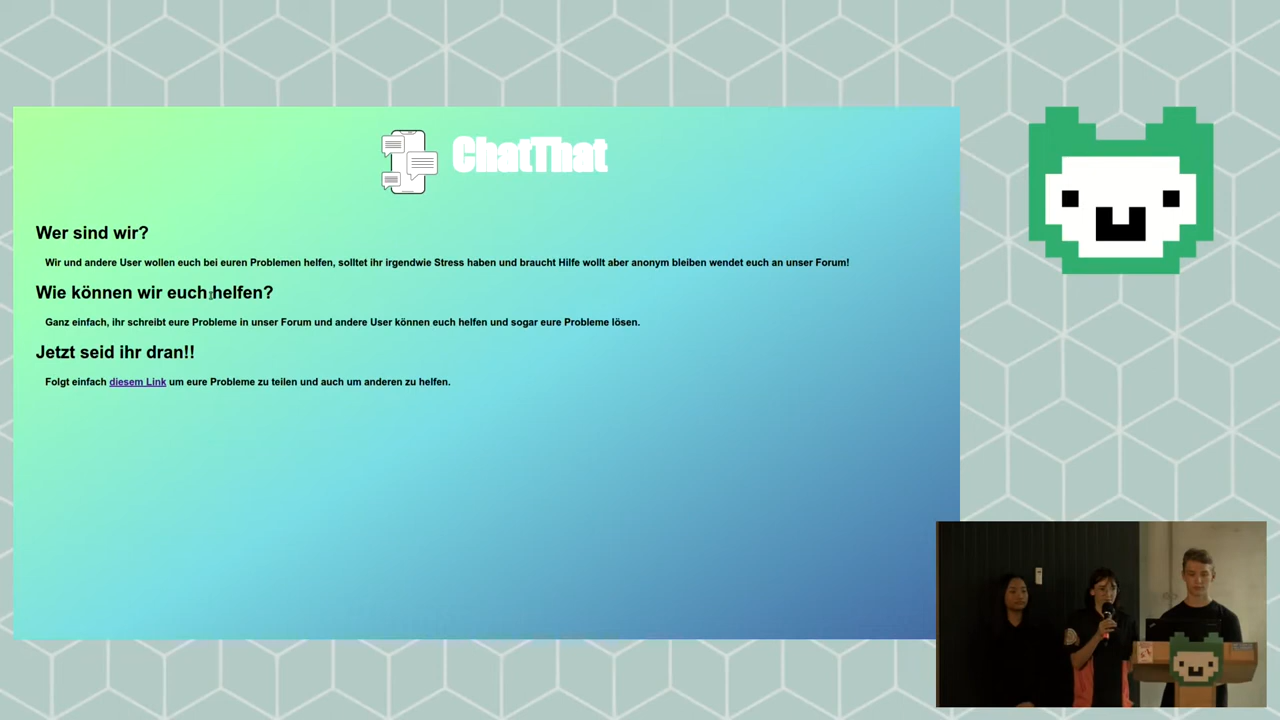 ChatThat
Wer sind wir?
Wir und andere User wollen euch bei euren Problemen helfen, solltet ihr irgendwie Stress haben und braucht Hilfe wollt aber anonym bleiben wendet euch an unser Forum!
Wie können wir euch helfen?
Ganz einfach, ihr schreibt eure Probleme in unser Forum und andere User können euch helfen und sogar eure Probleme lösen.
Jetzt seid ihr dran!!
Folgt einfach diesem Link um eure Probleme zu teilen und auch um anderen zu helfen.